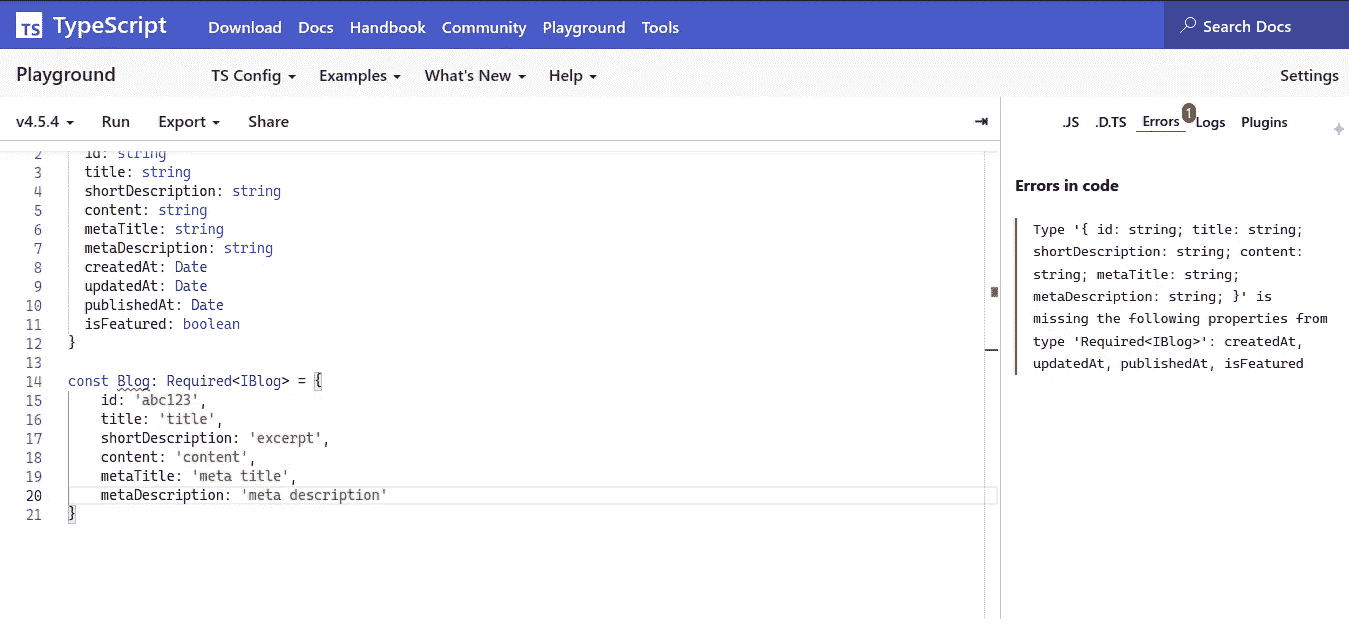 TS TypeScript Download Docs Handbook Community Playground Tools Search Docs
Playground TS Config Examples What's New Help Settings
v4.5.4 Run Export Share .JS .D.TS Errors 1 Logs Plugins
2 id: string
3 title: string
4 shortDescription: string
5 content: string
6 metaTitle: string
7 metaDescription: string
8 createdAt: Date
9 updatedAt: Date
10 publishedAt: Date
11 isFeatured: boolean
12 }
13
14 const Blog: Required<IBlog> = {
15 id: 'abc123',
16 title: 'title',
17 shortDescription: 'excerpt',
18 content: 'content',
19 metaTitle: 'meta title',
20 metaDescription: 'meta description'
21 }
Errors in code
Type '{ id: string; title: string;
shortDescription: string; content:
string; metaTitle: string;
metaDescription: string; }' is
missing the following properties from
type 'Required<IBlog>': createdAt,
updatedAt, publishedAt, isFeatured